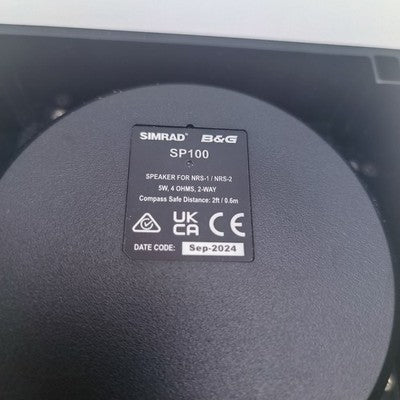 SIMRAD® B&G
SP100
SPEAKER FOR NRS-1 / NRS-2
5W, 4 OHMS, 2-WAY
Compass Safe Distance: 2ft / 0.6m
UK
CA CE
DATE CODE: Sep-2024